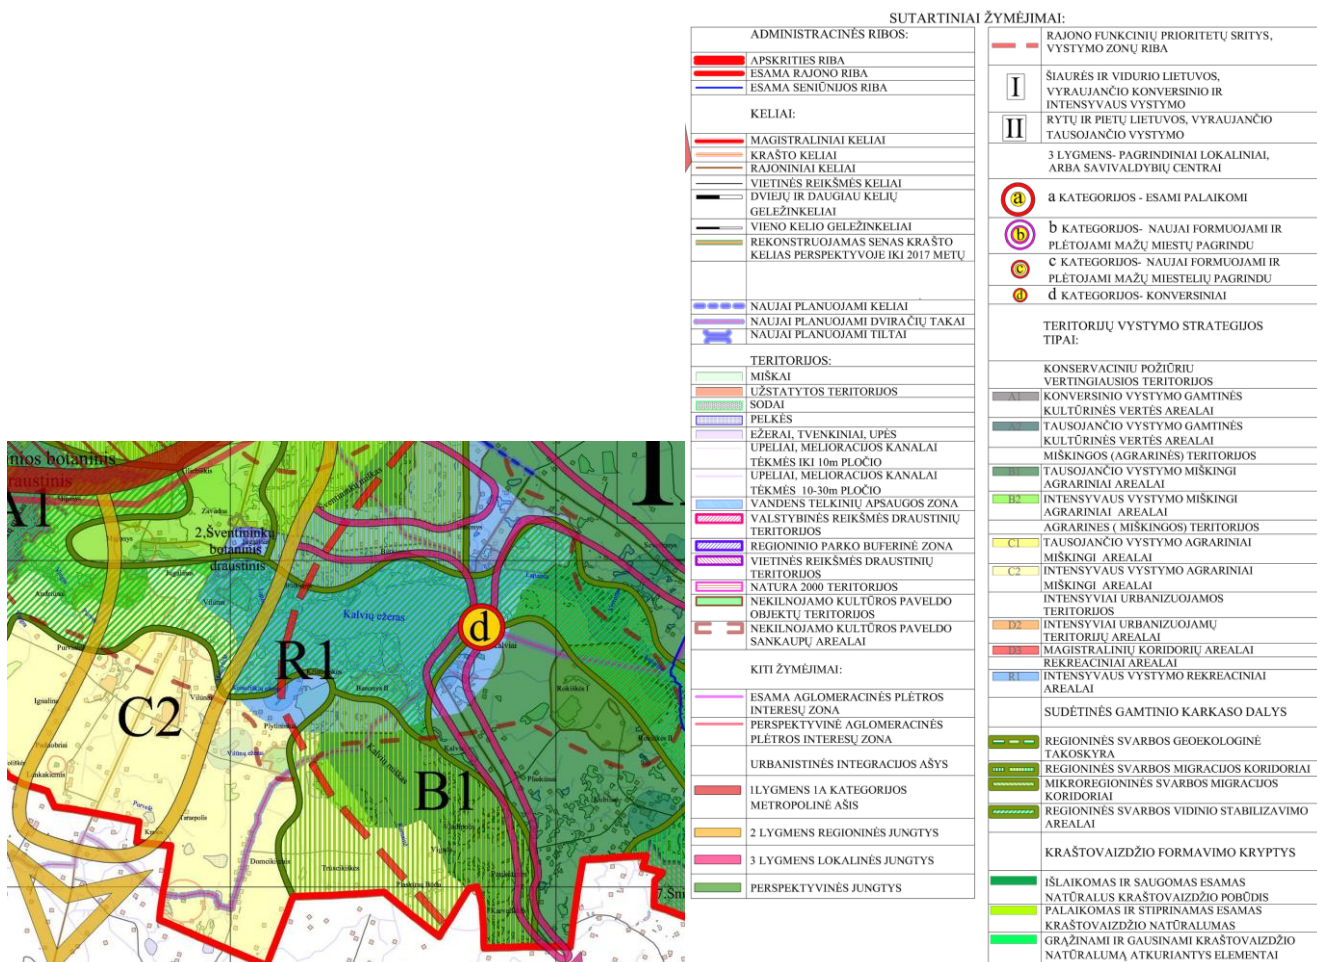 SUTARTINIAI ŽYMĖJIMAI:
ADMINISTRACINĖS RIBOS:
APSKRITIES RIBA
ESAMA RAJONO RIBA
ESAMA SENIŪNIJOS RIBA
KELIAI:
MAGISTRALINIAI KELIAI
KRAŠTO KELIAI
RAJONINIAI KELIAI
VIETINĖS REIKŠMĖS KELIAI
DVIEJŲ IR DAUGIAU KELIŲ
GELEŽINKELIAI
VIENO KELIO GELEŽINKELIAI
REKONSTRUOJAMAS SENAS KRAŠTO
KELIAS PERSPEKTYVOJE IKI 2017 METŲ
NAUJAI PLANUOJAMI KELIAI
NAUJAI PLANUOJAMI DVIRAČIŲ TAKAI
NAUJAI PLANUOJAMI TILTAI
TERITORIJOS:
MIŠKAI
UŽSTATYTOS TERITORIJOS
SODAI
PELKĖS
EŽERAI, TVENKINIAI, UPĖS
UPELIAI, MELIORACIJOS KANALAI
TĖKMĖS IKI 10m PLOČIO
UPELIAI, MELIORACIJOS KANALAI
TĖKMĖS 10-30m PLOČIO
VANDENS TELKINIŲ APSAUGOS ZONA
VALSTYBINĖS REIKŠMĖS DRAUSTINIŲ
TERITORIJOS
REGIONINIO PARKO BUFERINĖ ZONA
VIETINĖS REIKŠMĖS DRAUSTINIŲ
TERITORIJOS
NATURA 2000 TERITORIJOS
NEKILNOJAMO KULTŪROS PAVELDO
OBJEKTŲ TERITORIJOS
NEKILNOJAMO KULTŪROS PAVELDO
SANKAUPŲ AREALAI
KITI ŽYMĖJIMAI:
ESAMA AGLOMERACINĖS PLĖTROS
INTERESŲ ZONA
PERSPEKTYVINĖ AGLOMERACINĖS
PLĖTROS INTERESŲ ZONA
URBANISTINĖS INTEGRACIJOS AŠYS
1LYGMENS 1A KATEGORIJOS
METROPOLINĖ AŠIS
2 LYGMENS REGIONINĖS JUNGTYS
3 LYGMENS LOKALINĖS JUNGTYS
PERSPEKTYVINĖS JUNGTYS
RAJONO FUNKCINIŲ PRIORITETŲ SRITYS,
VYSTYMO ZONŲ RIBA
I
ŠIAURĖS IR VIDURIO LIETUVOS,
VYRAUJANČIO KONVERSINIO IR
INTENSYVAUS VYSTYMO
II
RYTŲ IR PIETŲ LIETUVOS, VYRAUJANČIO
TAUSOJANČIO VYSTYMO
3 LYGMENS- PAGRINDINIAI LOKALINIAI,
ARBA SAVIVALDYBIŲ CENTRAI
a
a KATEGORIJOS - ESAMI PALAIKOMI
b
b KATEGORIJOS- NAUJAI FORMUOJAMI IR
PLĖTOJAMI MAŽŲ MIESTŲ PAGRINDU
c
c KATEGORIJOS- NAUJAI FORMUOJAMI IR
PLĖTOJAMI MAŽŲ MIESTELIŲ PAGRINDU
d
d KATEGORIJOS- KONVERSINIAI
TERITORIJŲ VYSTYMO STRATEGIJOS
TIPAI:
KONSERVACINIU POŽIŪRIU
VERTINGIAUSIOS TERITORIJOS
A1 KONVERSINIO VYSTYMO GAMTINĖS
KULTŪRINĖS VERTĖS AREALAI
A2 TAUSOJANČIO VYSTYMO GAMTINĖS
KULTŪRINĖS VERTĖS AREALAI
MIŠKINGOS (AGRARINĖS) TERITORIJOS
B1 TAUSOJANČIO VYSTYMO MIŠKINGI
AGRARINIAI AREALAI
B2 INTENSYVAUS VYSTYMO MIŠKINGI
AGRARINIAI AREALAI
AGRARINES ( MIŠKINGOS) TERITORIJOS
C1 TAUSOJANČIO VYSTYMO AGRARINIAI
MIŠKINGI AREALAI
C2 INTENSYVAUS VYSTYMO AGRARINIAI
MIŠKINGI AREALAI
INTENSYVIAI URBANIZUOJAMOS
TERITORIJOS
D2 INTENSYVIAI URBANIZUOJAMŲ
TERITORIJŲ AREALAI
D3 MAGISTRALINIŲ KORIDORIŲ AREALAI
REKREACINIAI AREALAI
R1 INTENSYVAUS VYSTYMO REKREACINIAI
AREALAI
SUDĖTINĖS GAMTINIO KARKASO DALYS
REGIONINĖS SVARBOS GEOEKOLOGINĖ
TAKOSKYRA
REGIONINĖS SVARBOS MIGRACIJOS KORIDORIAI
MIKROREGIONINĖS SVARBOS MIGRACIJOS
KORIDORIAI
REGIONINĖS SVARBOS VIDINIO STABILIZAVIMO
AREALAI
KRAŠTOVAIZDŽIO FORMAVIMO KRYPTYS
IŠLAIKOMAS IR SAUGOMAS ESAMAS
NATŪRALUS KRAŠTOVAIZDŽIO POBŪDIS
PALAIKOMAS IR STIPRINAMAS ESAMAS
KRAŠTOVAIZDŽIO NATŪRALUMAS
GRĄŽINAMI IR GAUSINAMI KRAŠTOVAIZDŽIO
NATŪRALUMĄ ATKURIANTYS ELEMENTAI
nios botaninis
draustinis
A1
Zavados
2,Šventininkų
botaninis
draustinis
Kalvių ežeras
d
R1
C2
B1
Ignalina
Tarsepolis
Domeikiškės
Rokiškės I
7.Šni